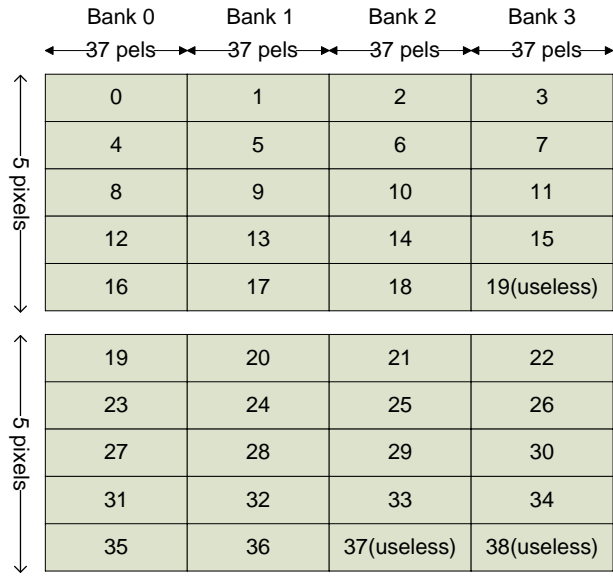 Bank 0 Bank 1 Bank 2 Bank 3
37 pels 37 pels 37 pels 37 pels
5 pixels
0 1 2 3
4 5 6 7
8 9 10 11
12 13 14 15
16 17 18 19(useless)
5 pixels
19 20 21 22
23 24 25 26
27 28 29 30
31 32 33 34
35 36 37(useless) 38(useless)